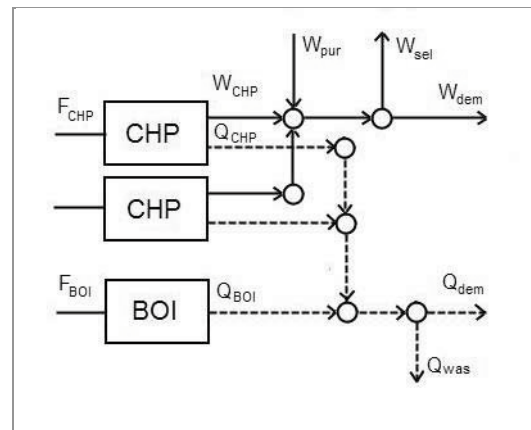 W_pur
W_sel
W_CHP
W_dem
F_CHP
CHP
Q_CHP
CHP
F_BOI
Q_BOI
Q_dem
BOI
Q_was